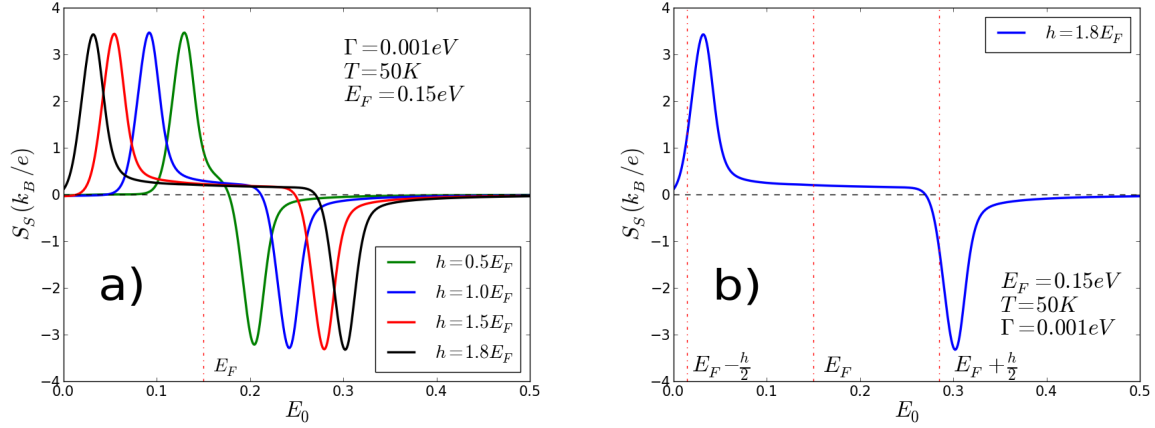 4
3
2
1
0
−1
−2
−3
−4
S_S (k_B/e)
Γ=0.001eV
T=50K
E_F=0.15eV
a)
h=0.5E_F
h=1.0E_F
h=1.5E_F
h=1.8E_F
E_F
0.0 0.1 0.2 0.3 0.4 0.5
E_0
4
3
2
1
0
−1
−2
−3
−4
S_S (k_B/e)
h=1.8E_F
b)
E_F=0.15eV
T=50K
Γ=0.001eV
E_F−h/2 E_F E_F+h/2
0.0 0.1 0.2 0.3 0.4 0.5
E_0